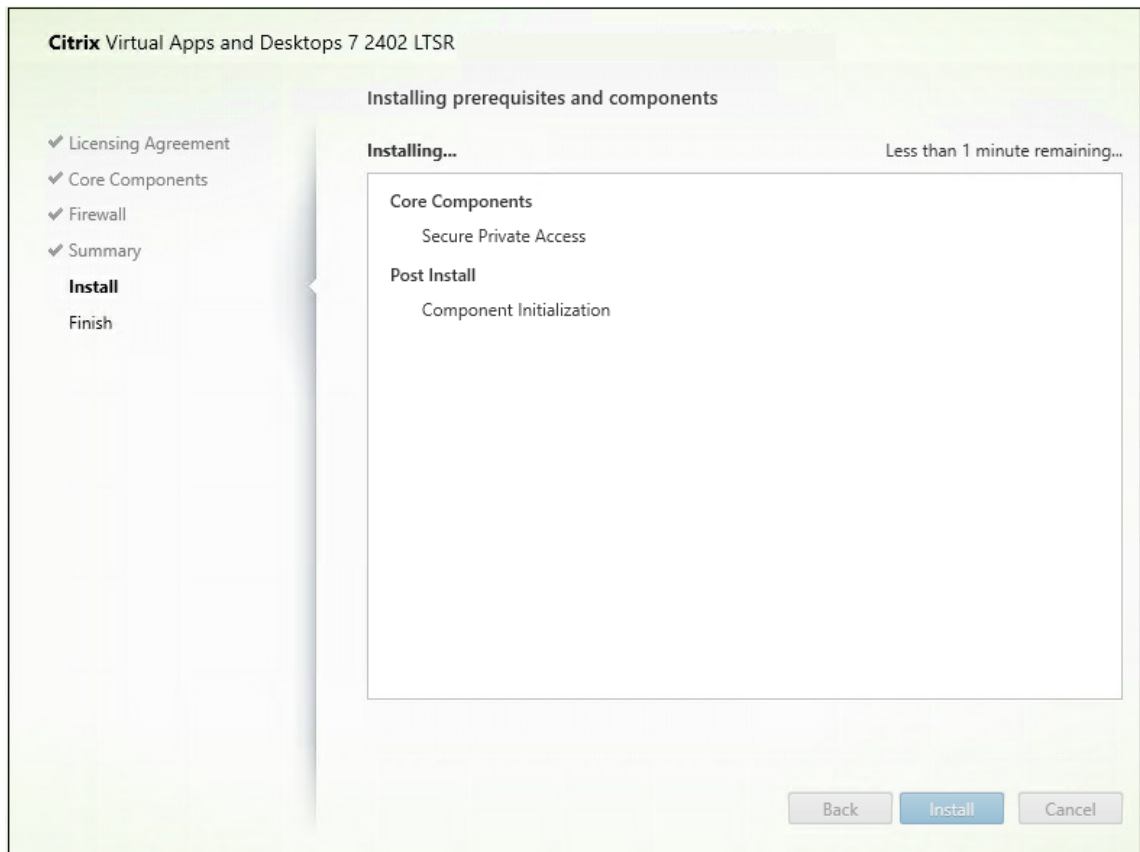 Citrix Virtual Apps and Desktops 7 2402 LTSR
Installing prerequisites and components
Licensing Agreement
Core Components
Firewall
Summary
Install
Finish
Installing... Less than 1 minute remaining...
Core Components
Secure Private Access
Post Install
Component Initialization
Back Install Cancel